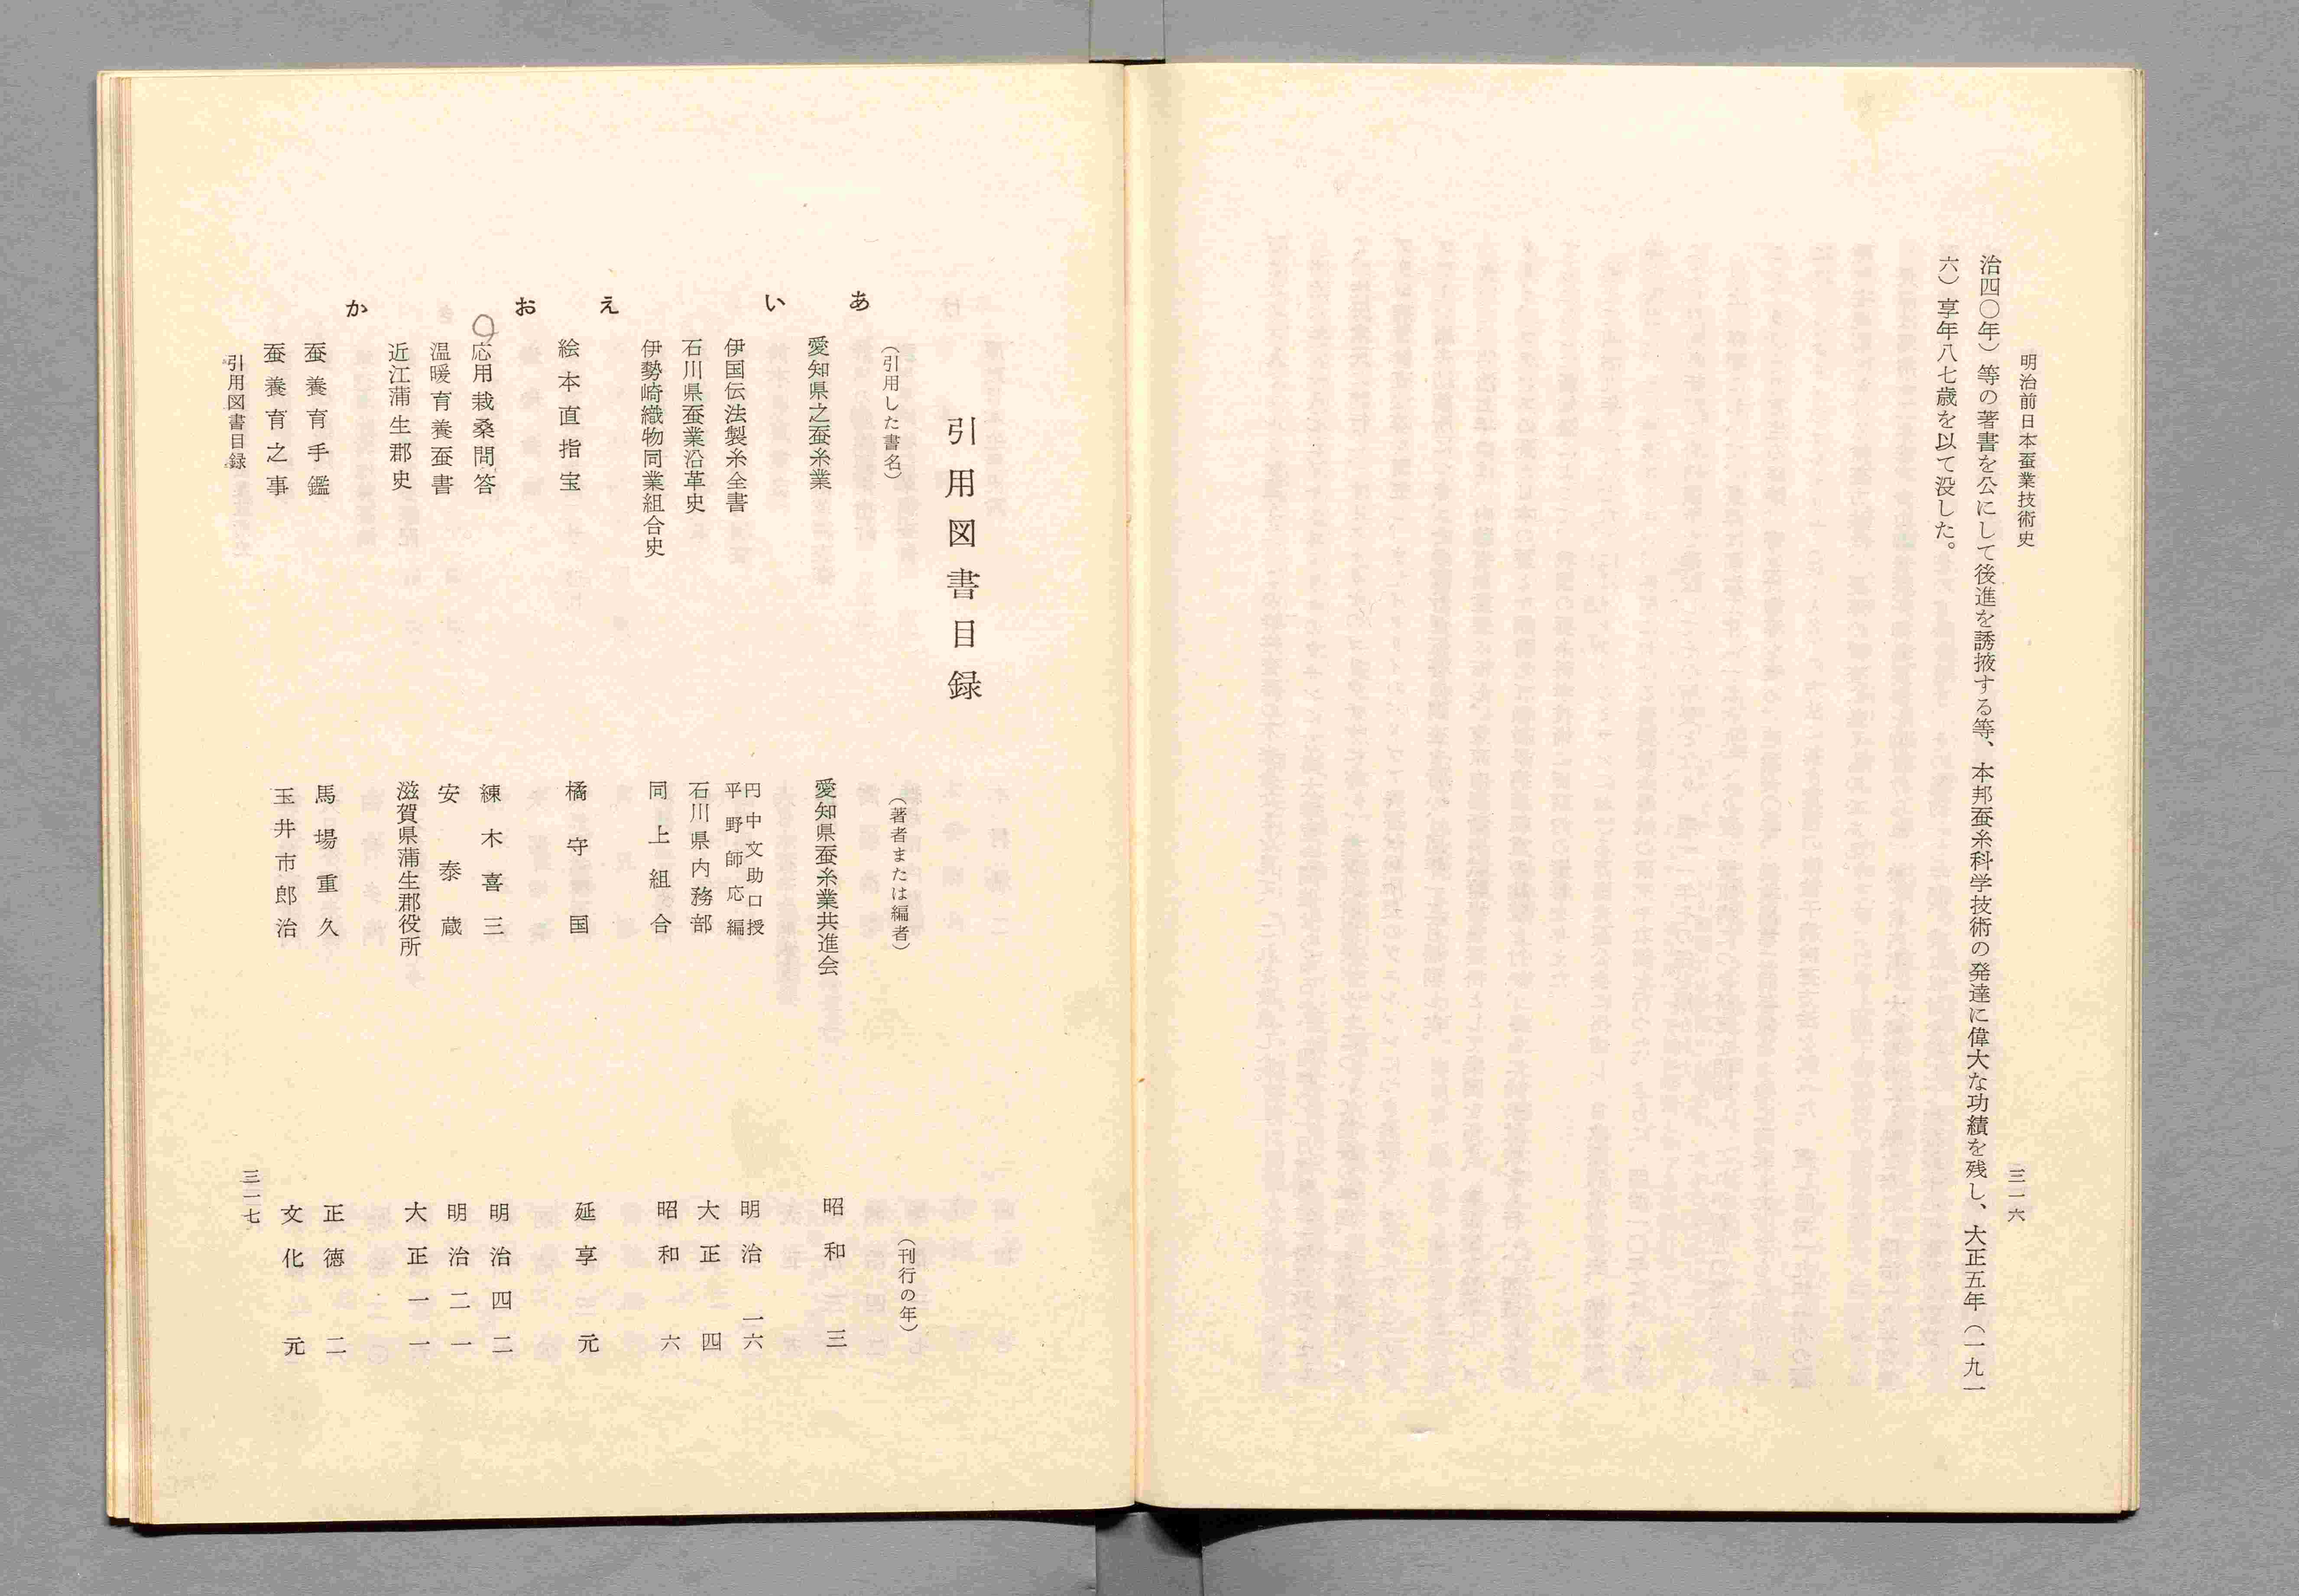 明治前日本蚕業技術史
三一六
治四〇年）等の著書を公にして後進を誘掖する等、本邦蚕糸科学技術の発達に偉大な功績を残し、大正五年（一九一
六）享年八七歳を以て没した。
引用図書目録
（引用した書名） （著者または編者） （刊行の年）
あ
愛知県之蚕糸業 愛知県蚕糸業共進会 昭和三
い
伊国伝法製糸全書 円中文助口授 平野師応編 明治一六
石川県蚕業沿革史 石川県内務部 大正四
伊勢崎織物同業組合史 同上組合 昭和六
え
絵本直指宝 橘守国 延享元
お
応用栽桑問答 練木喜三 明治四二
温暖育養蚕書 安泰蔵 明治二一
近江蒲生郡史 滋賀県蒲生郡役所 大正一一
か
蚕養育手鑑 馬場重久 正徳二
蚕養育之事 玉井市郎治 文化元
引用図書目録
三一七